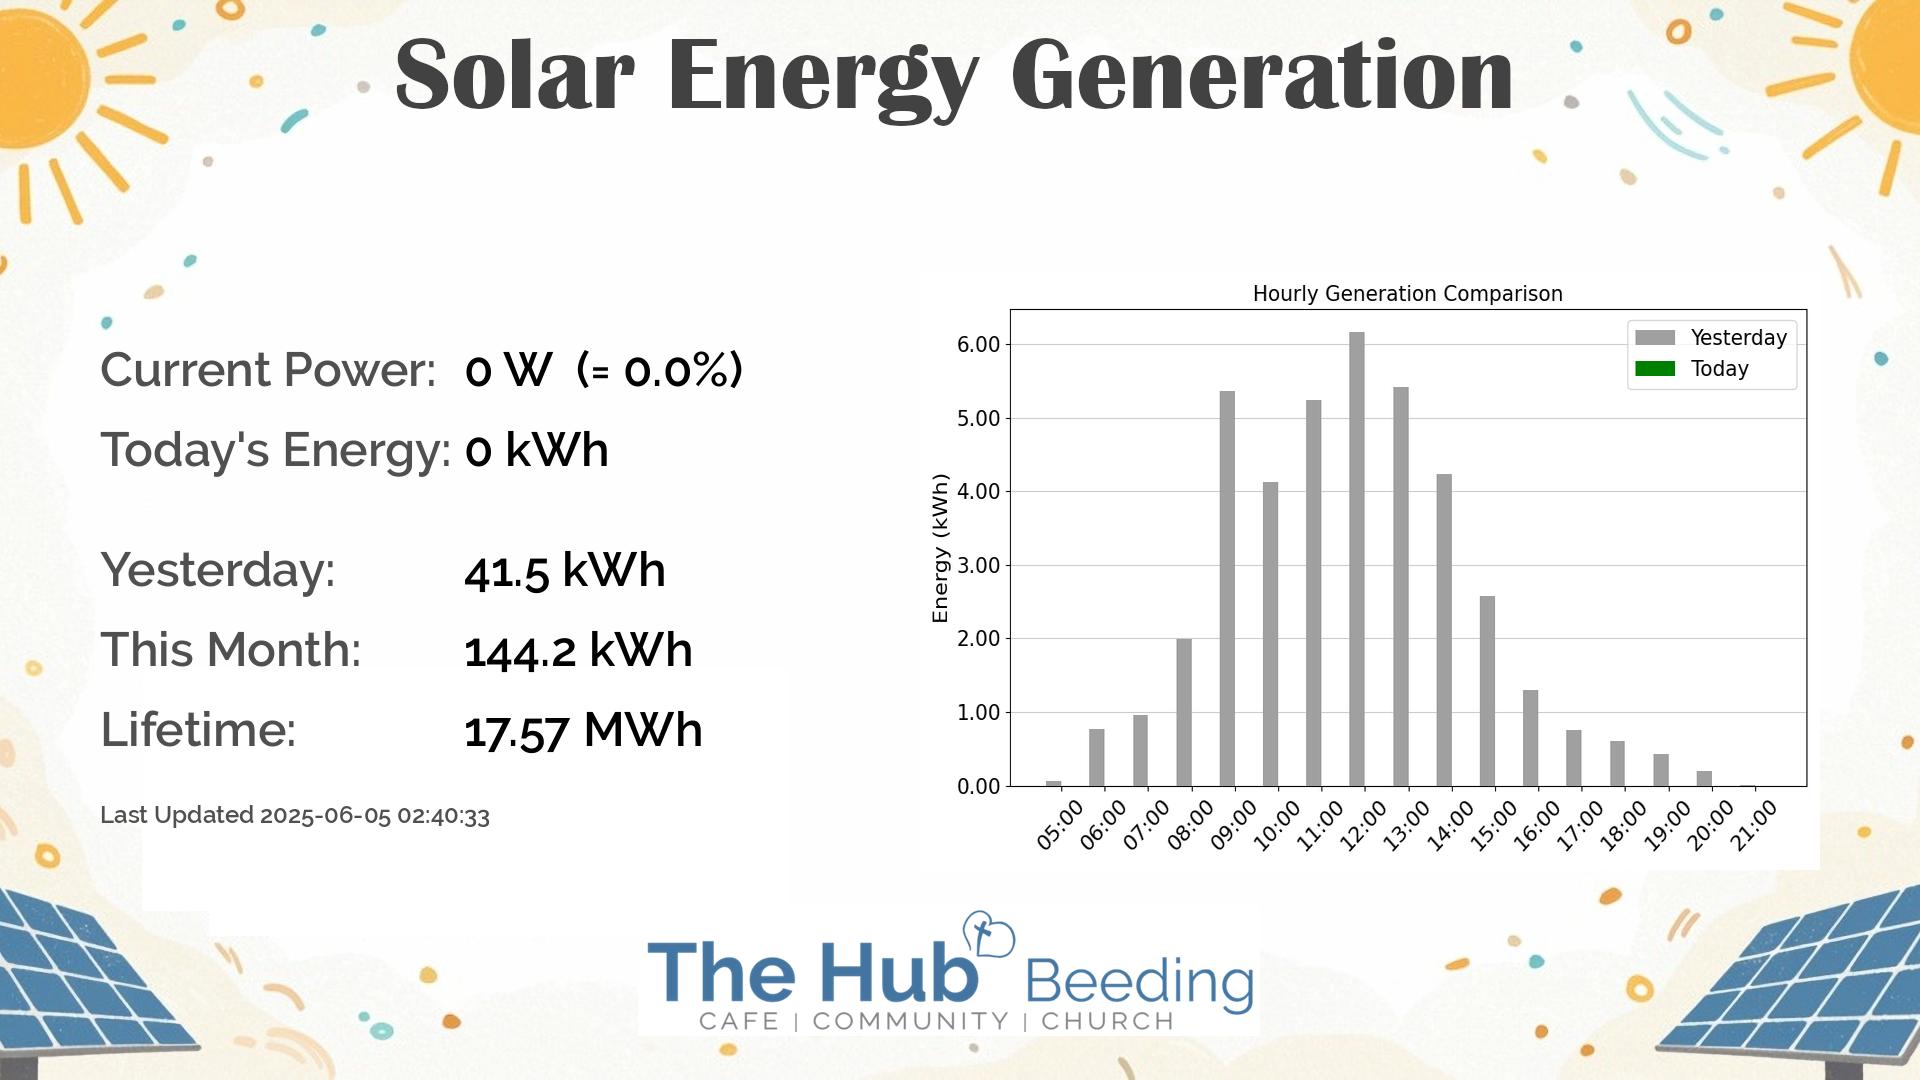 Solar Energy Generation
Current Power: 0 W (= 0.0%)
Today's Energy: 0 kWh
Yesterday: 41.5 kWh
This Month: 144.2 kWh
Lifetime: 17.57 MWh
Last Updated 2025-06-05 02:40:33
Hourly Generation Comparison
Yesterday
Today
Energy (kWh)
6.00
5.00
4.00
3.00
2.00
1.00
0.00
05:00 06:00 07:00 08:00 09:00 10:00 11:00 12:00 13:00 14:00 15:00 16:00 17:00 18:00 19:00 20:00 21:00
The Hub Beeding
CAFE | COMMUNITY | CHURCH